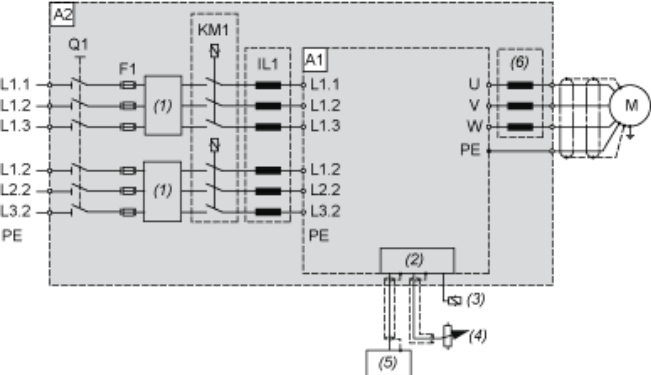 A2
Q1
KM1
F1
IL1
A1
(6)
L1.1
(1)
L1.1
U
L1.2
L1.2
V
M
L1.3
L1.3
W
PE
L1.2
(1)
L1.2
L2.2
L2.2
L3.2
L3.2
PE
PE
(2)
(3)
(4)
(5)